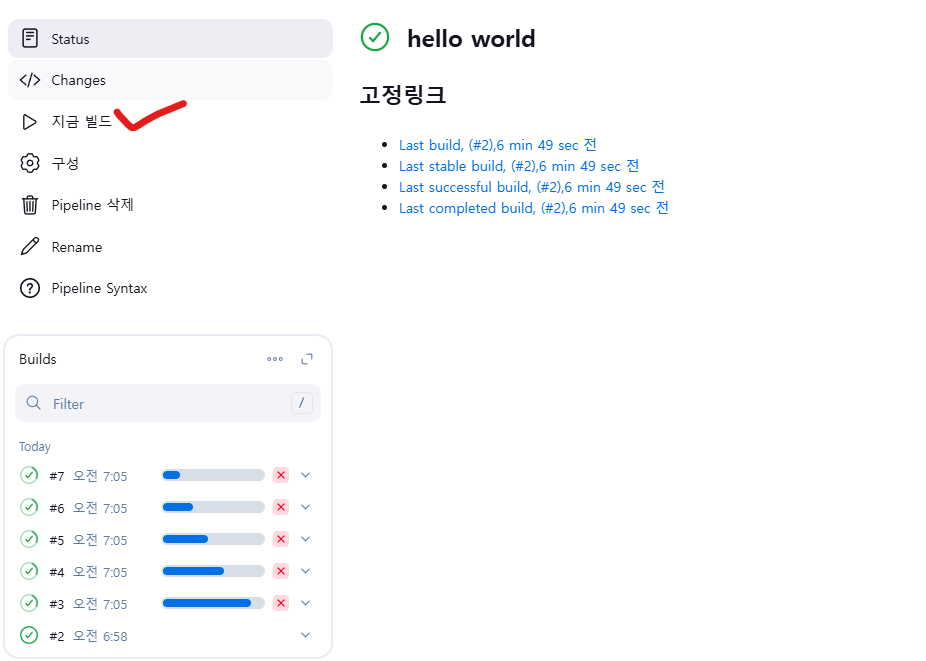 Status
Changes
지금 빌드
구성
Pipeline 삭제
Rename
Pipeline Syntax
Builds
Filter /
Today
#7 오전 7:05
#6 오전 7:05
#5 오전 7:05
#4 오전 7:05
#3 오전 7:05
#2 오전 6:58
hello world
고정링크
Last build, (#2),6 min 49 sec 전
Last stable build, (#2),6 min 49 sec 전
Last successful build, (#2),6 min 49 sec 전
Last completed build, (#2),6 min 49 sec 전